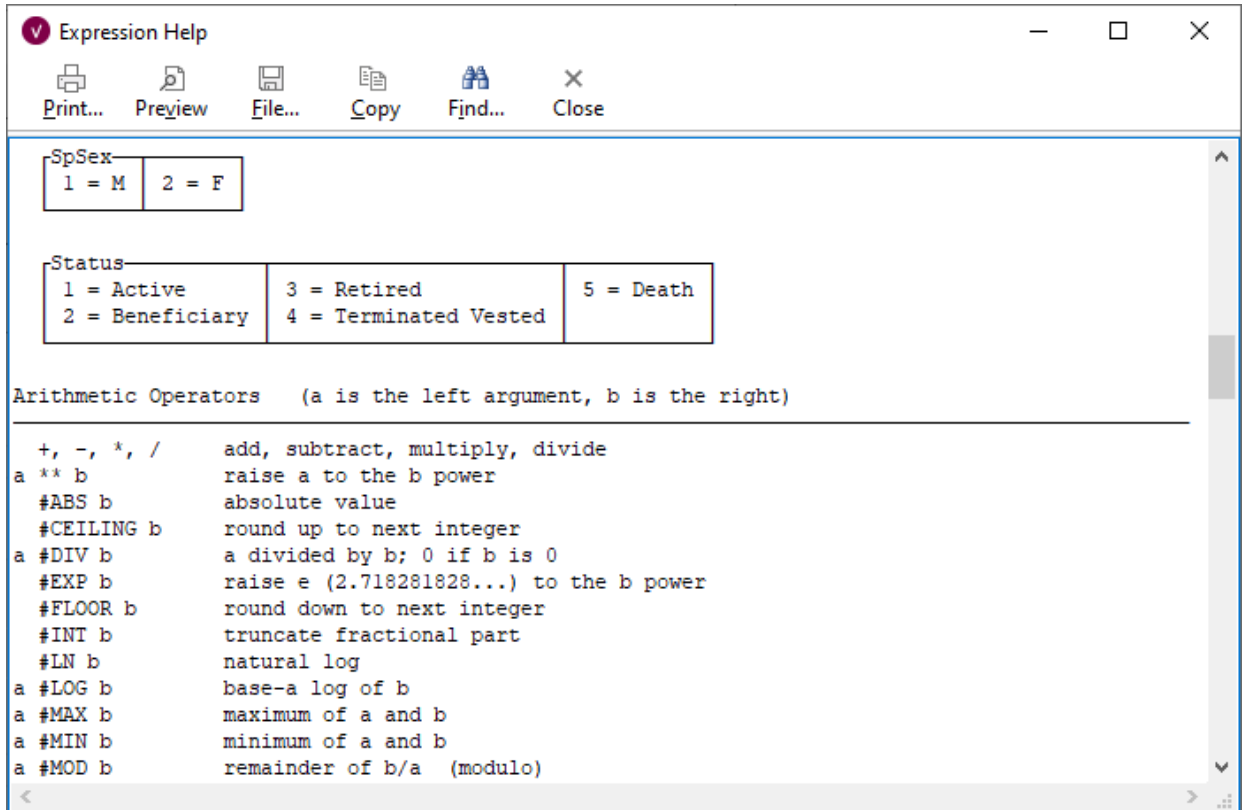 V Expression Help
Print... Preview File... Copy Find... Close
SpSex
1 = M 2 = F
Status
1 = Active 3 = Retired 5 = Death
2 = Beneficiary 4 = Terminated Vested
Arithmetic Operators (a is the left argument, b is the right)
+, -, *, / add, subtract, multiply, divide
a ** b raise a to the b power
#ABS b absolute value
#CEILING b round up to next integer
a #DIV b a divided by b; 0 if b is 0
#EXP b raise e (2.718281828...) to the b power
#FLOOR b round down to next integer
#INT b truncate fractional part
#LN b natural log
a #LOG b base-a log of b
a #MAX b maximum of a and b
a #MIN b minimum of a and b
a #MOD b remainder of b/a (modulo)